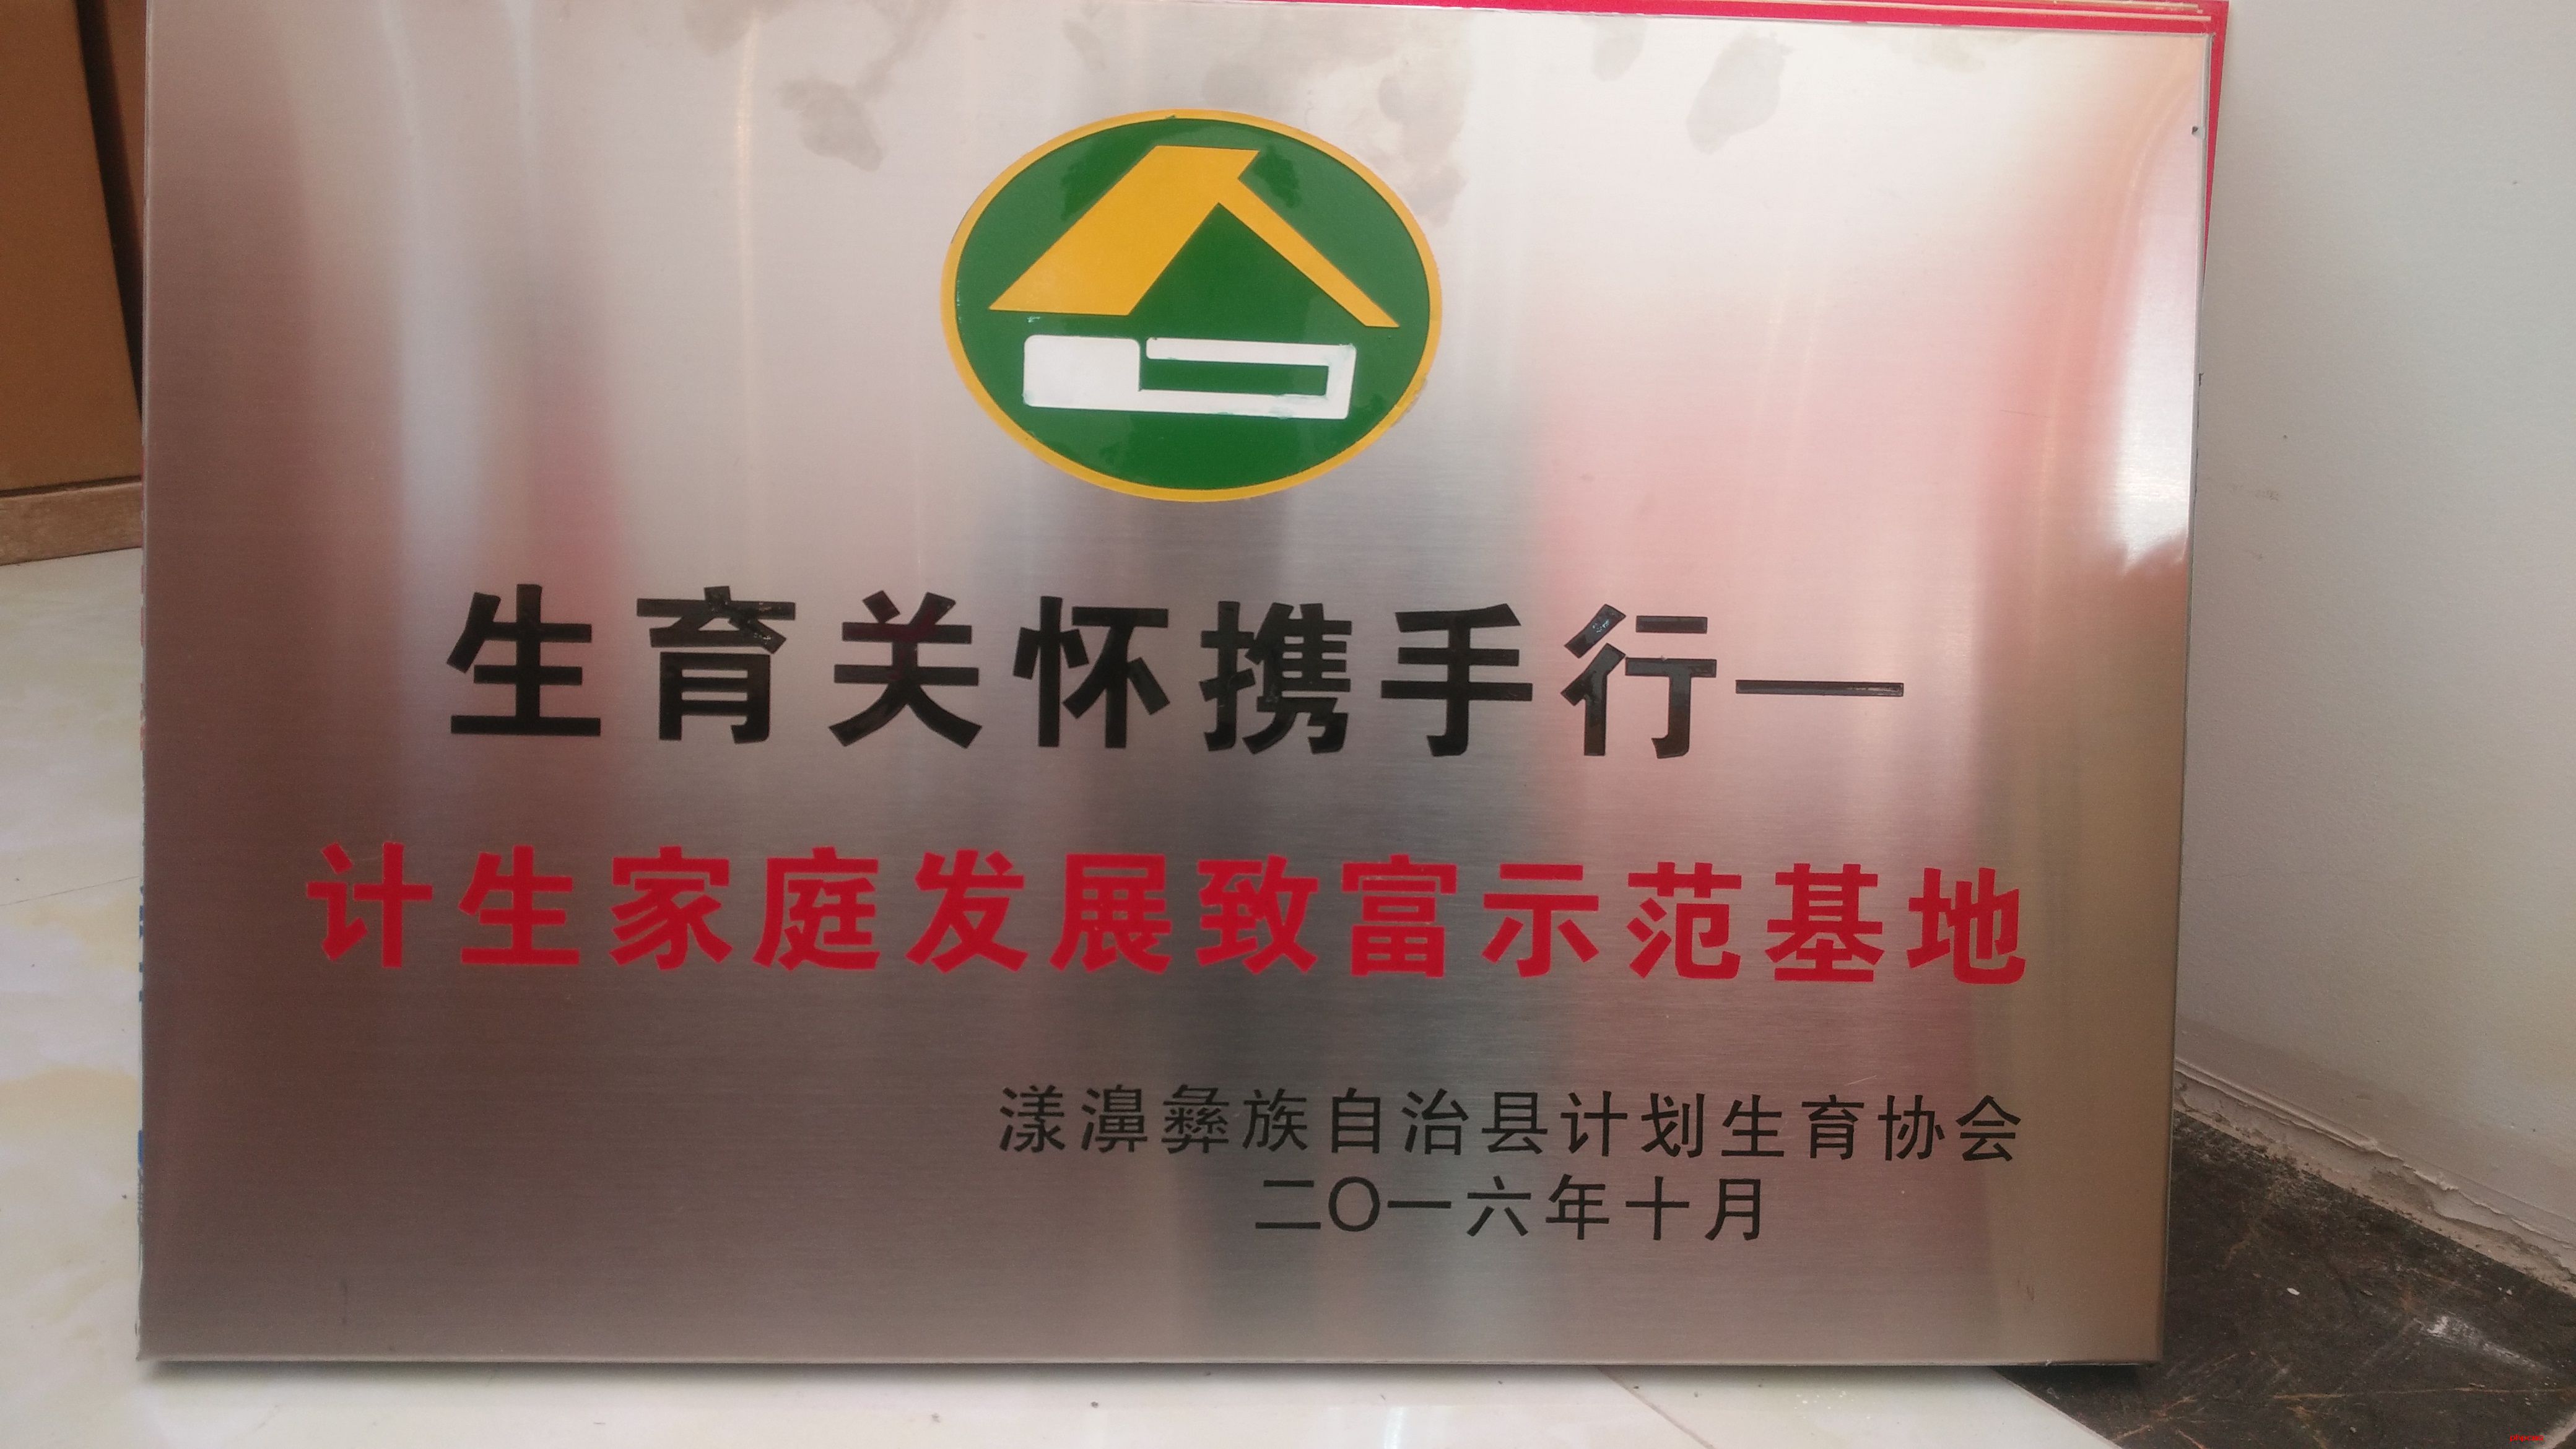 生育关怀携手行—
计生家庭发展致富示范基地
漾濞彝族自治县计划生育协会
二〇一六年十月